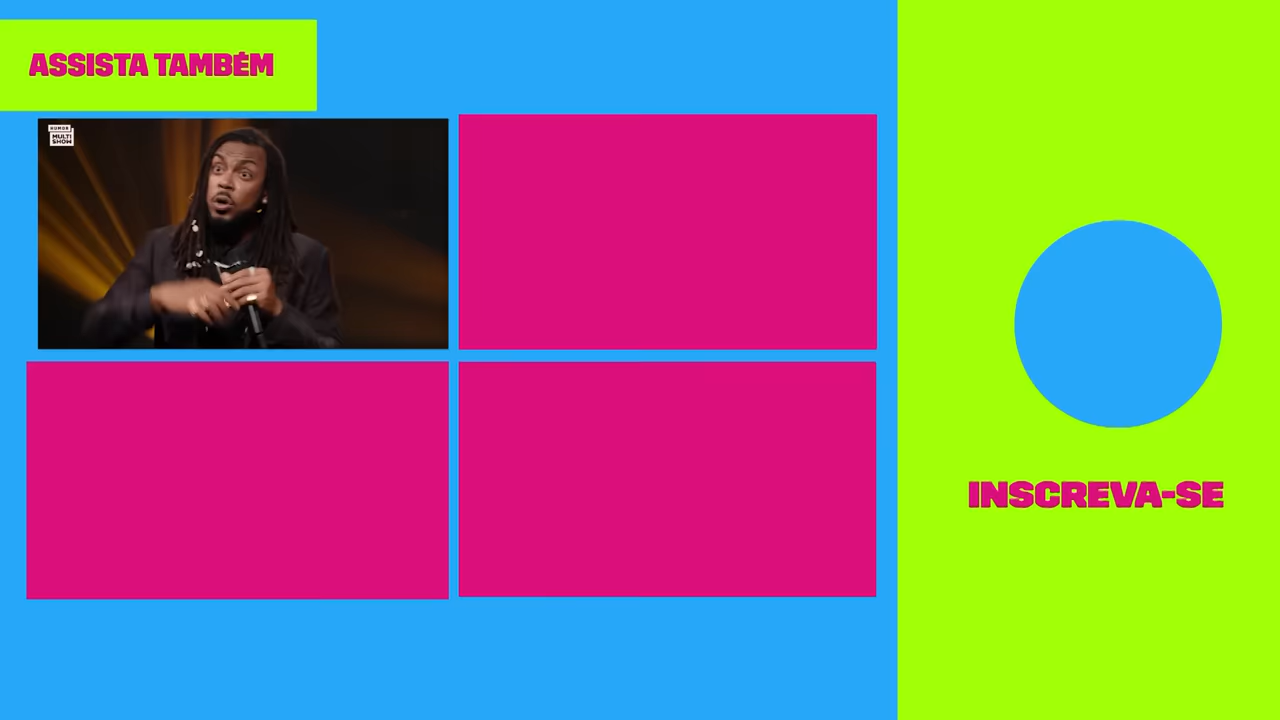 ASSISTA TAMBÉM
HUMOR
MULTI
SHOW
INSCREVA-SE